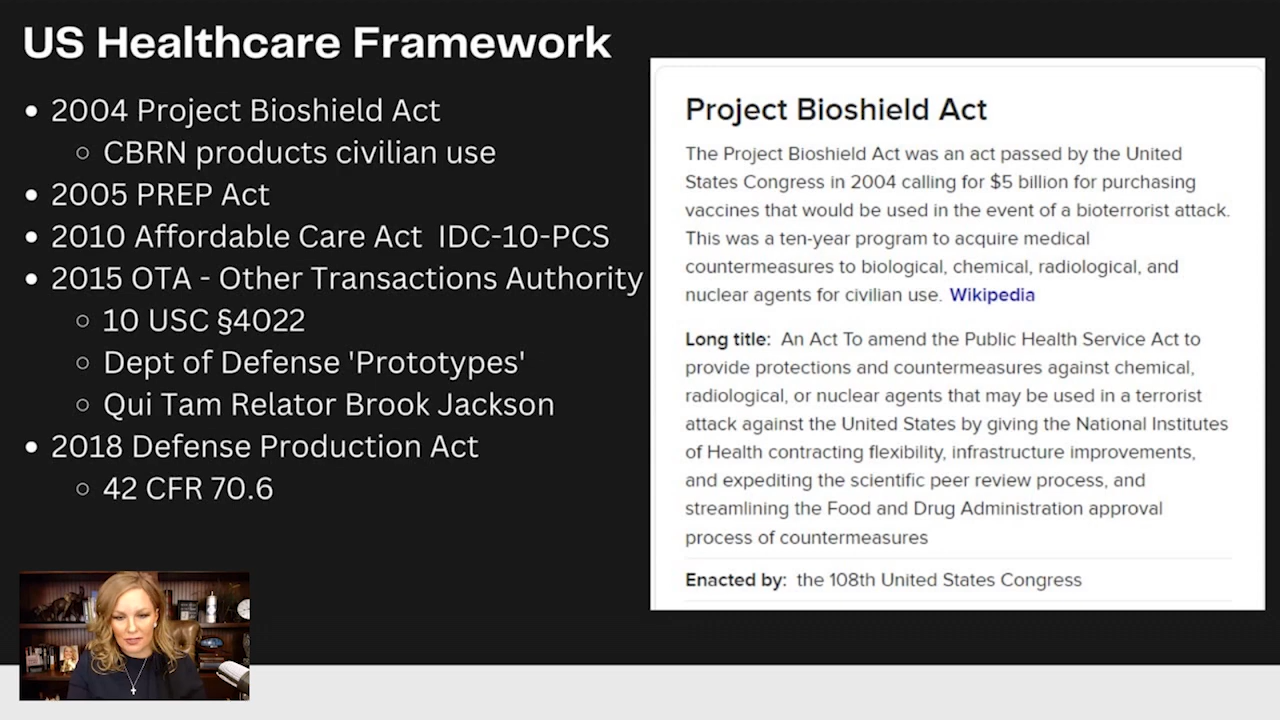 US Healthcare Framework
• 2004 Project Bioshield Act
○ CBRN products civilian use
• 2005 PREP Act
• 2010 Affordable Care Act IDC-10-PCS
• 2015 OTA - Other Transactions Authority
○ 10 USC §4022
○ Dept of Defense 'Prototypes'
○ Qui Tam Relator Brook Jackson
• 2018 Defense Production Act
○ 42 CFR 70.6
Project Bioshield Act
The Project Bioshield Act was an act passed by the United
States Congress in 2004 calling for $5 billion for purchasing
vaccines that would be used in the event of a bioterrorist attack.
This was a ten-year program to acquire medical
countermeasures to biological, chemical, radiological, and
nuclear agents for civilian use. Wikipedia
Long title: An Act To amend the Public Health Service Act to
provide protections and countermeasures against chemical,
radiological, or nuclear agents that may be used in a terrorist
attack against the United States by giving the National Institutes
of Health contracting flexibility, infrastructure improvements,
and expediting the scientific peer review process, and
streamlining the Food and Drug Administration approval
process of countermeasures
Enacted by: the 108th United States Congress